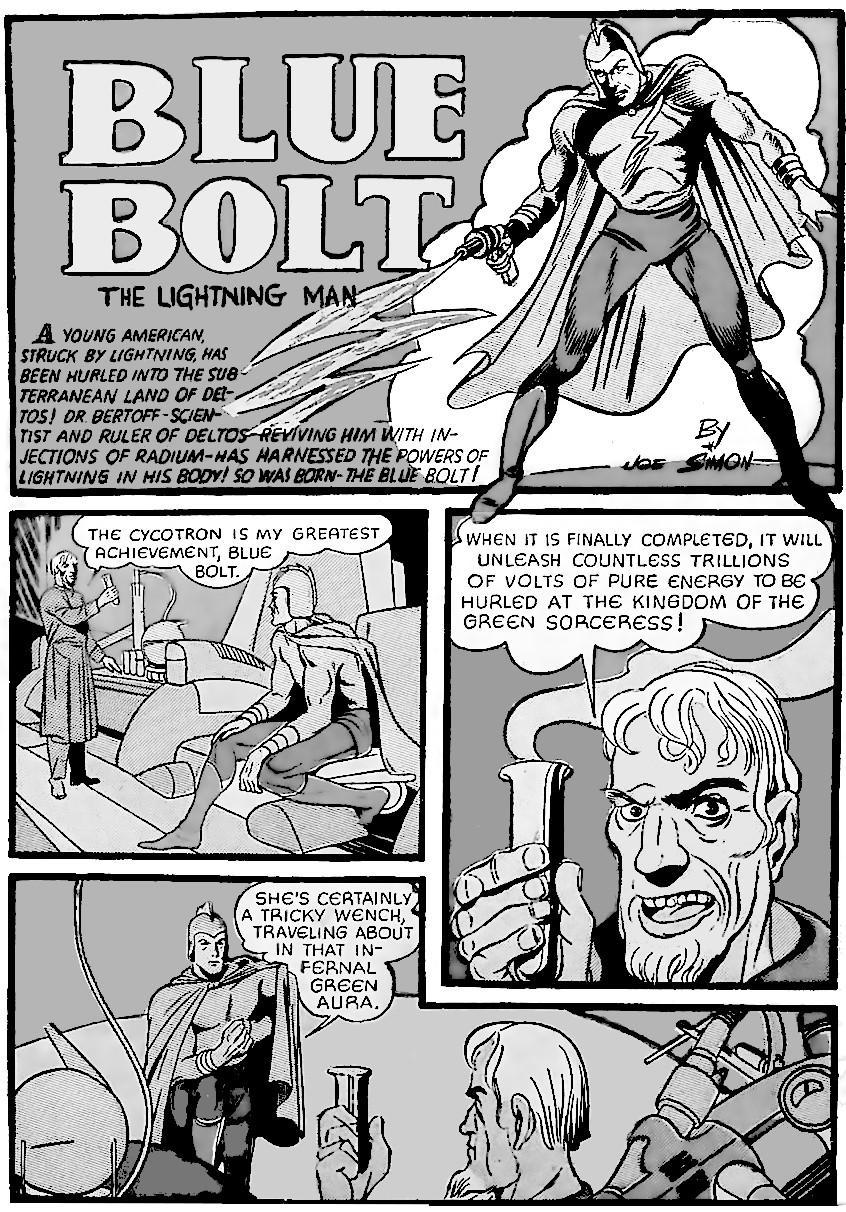 BLUE
BOLT
THE LIGHTNING MAN
A YOUNG AMERICAN,
STRUCK BY LIGHTNING, HAS
BEEN HURLED INTO THE SUB-
TERRANEAN LAND OF DEL-
TOS! DR BERTOFF-SCIEN-
TIST AND RULER OF DELTOS-REVIVING HIM WITH IN-
JECTIONS OF RADIUM-HAS HARNESSED THE POWERS OF
LIGHTNING IN HIS BODY! SO WAS BORN-THE BLUE BOLT!
By
JOE SIMON
THE CYCOTRON IS MY GREATEST
ACHIEVEMENT, BLUE
BOLT.
WHEN IT IS FINALLY COMPLETED, IT WILL
UNLEASH COUNTLESS TRILLIONS
OF VOLTS OF PURE ENERGY TO BE
HURLED AT THE KINGDOM OF THE
GREEN SORCERESS!
SHE'S CERTAINLY
A TRICKY WENCH,
TRAVELING ABOUT
IN THAT IN-
FERNAL
GREEN
AURA.